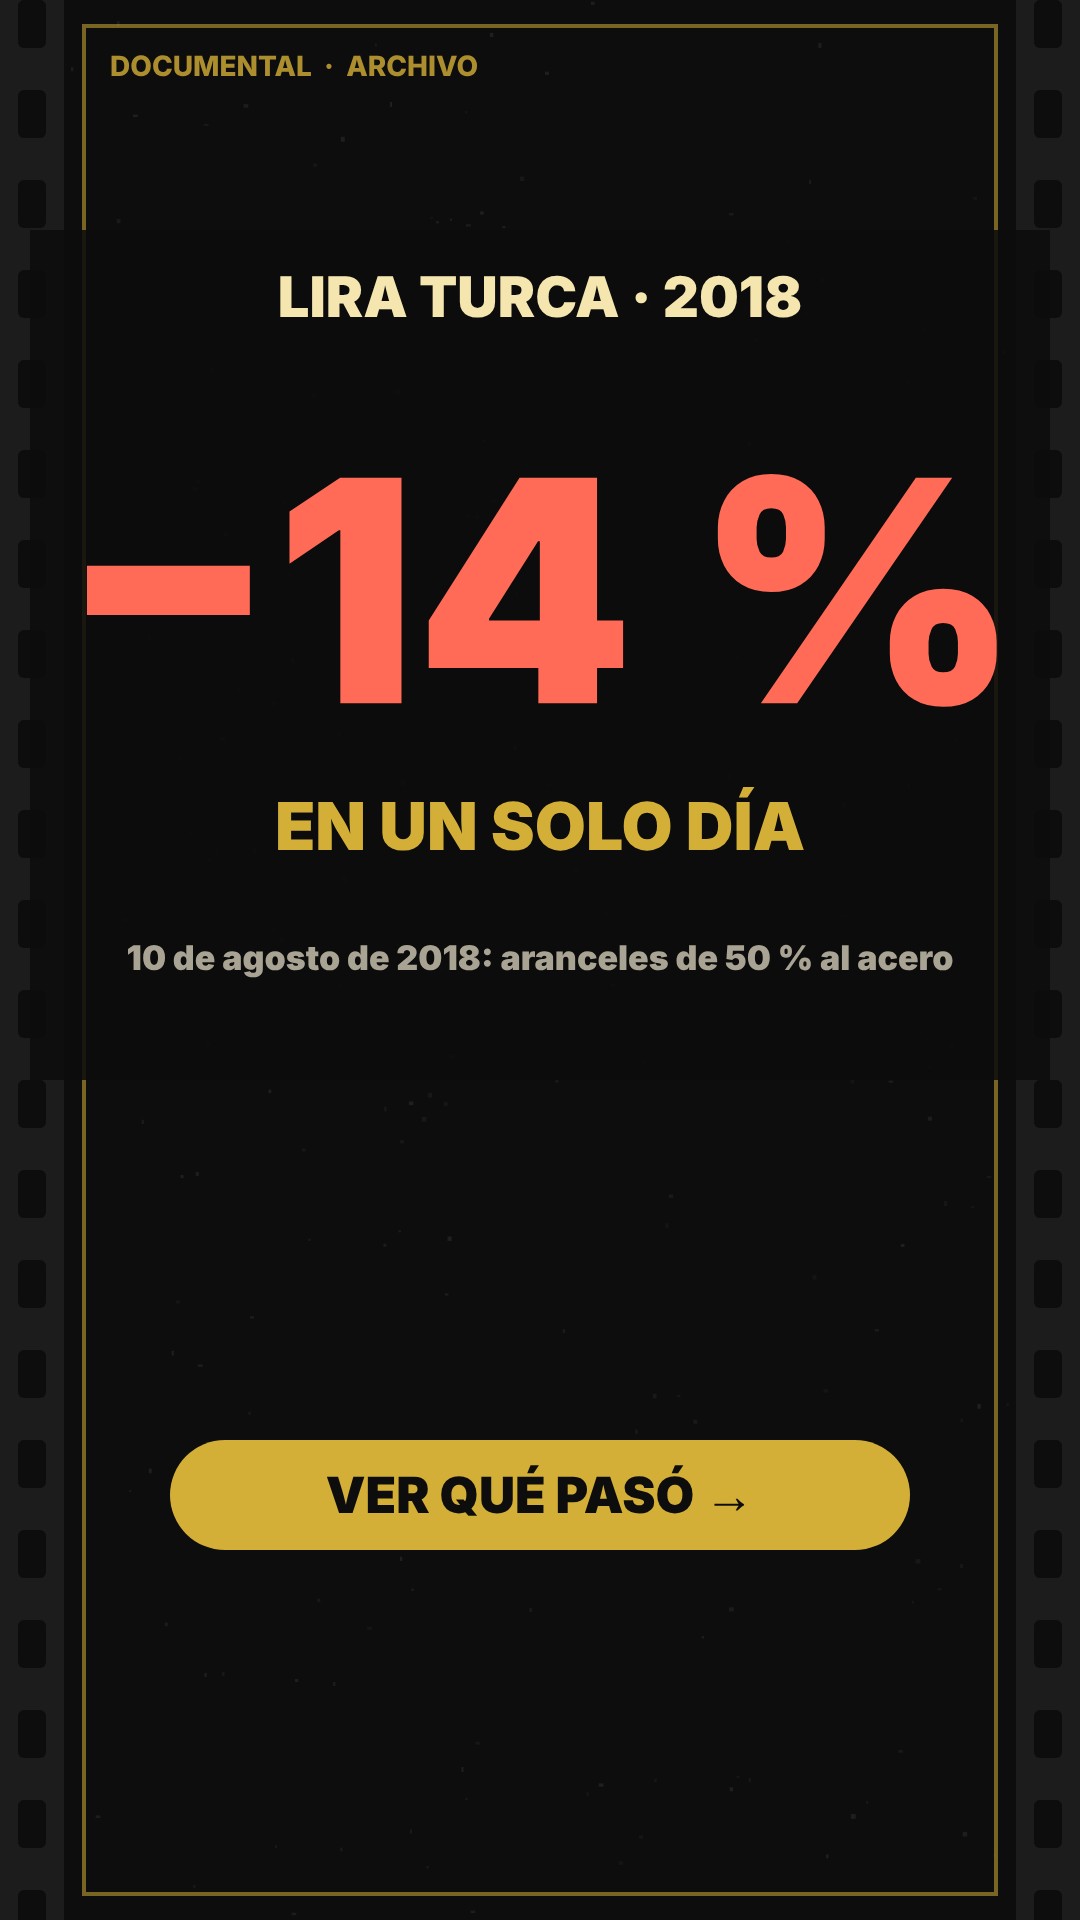 DOCUMENTAL · ARCHIVO
LIRA TURCA · 2018
−14 %
EN UN SOLO DÍA
10 de agosto de 2018: aranceles de 50 % al acero
VER QUÉ PASÓ →